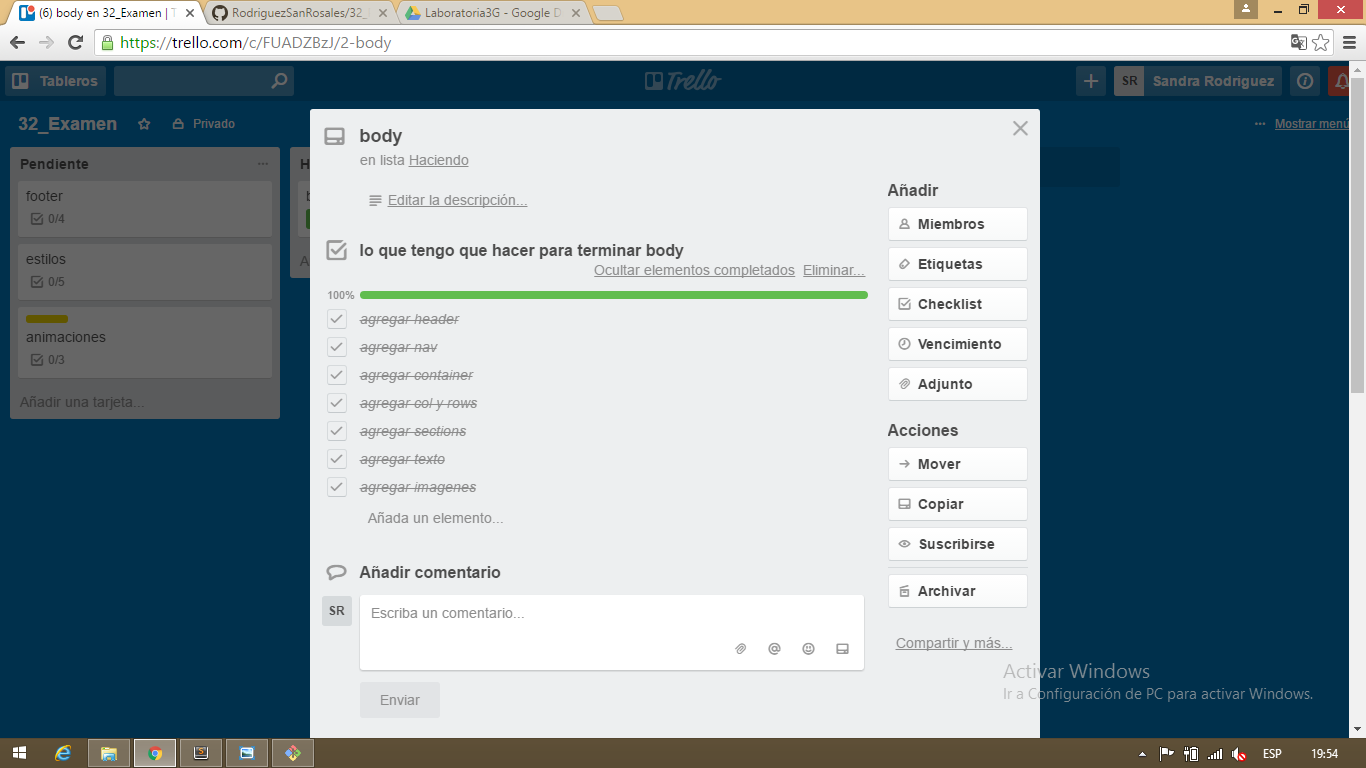 (6) body en 32_Examen | T
RodriguezSanRosales/32_
Laboratoria3G - Google D
https://trello.com/c/FUADZBzJ/2-body
Tableros
Trello
SR
Sandra Rodriguez
32_Examen
Privado
Mostrar menú
Pendiente
footer
0/4
estilos
0/5
animaciones
0/3
Añadir una tarjeta...
body
en lista Haciendo
Editar la descripción...
lo que tengo que hacer para terminar body
Ocultar elementos completados
Eliminar...
100%
agregar header
agregar nav
agregar container
agregar col y rows
agregar sections
agregar texto
agregar imagenes
Añada un elemento...
Añadir comentario
SR
Escriba un comentario...
Enviar
Añadir
Miembros
Etiquetas
Checklist
Vencimiento
Adjunto
Acciones
Mover
Copiar
Suscribirse
Archivar
Compartir y más...
Activar Windows
Ir a Configuración de PC para activar Windows.
ESP
19:54